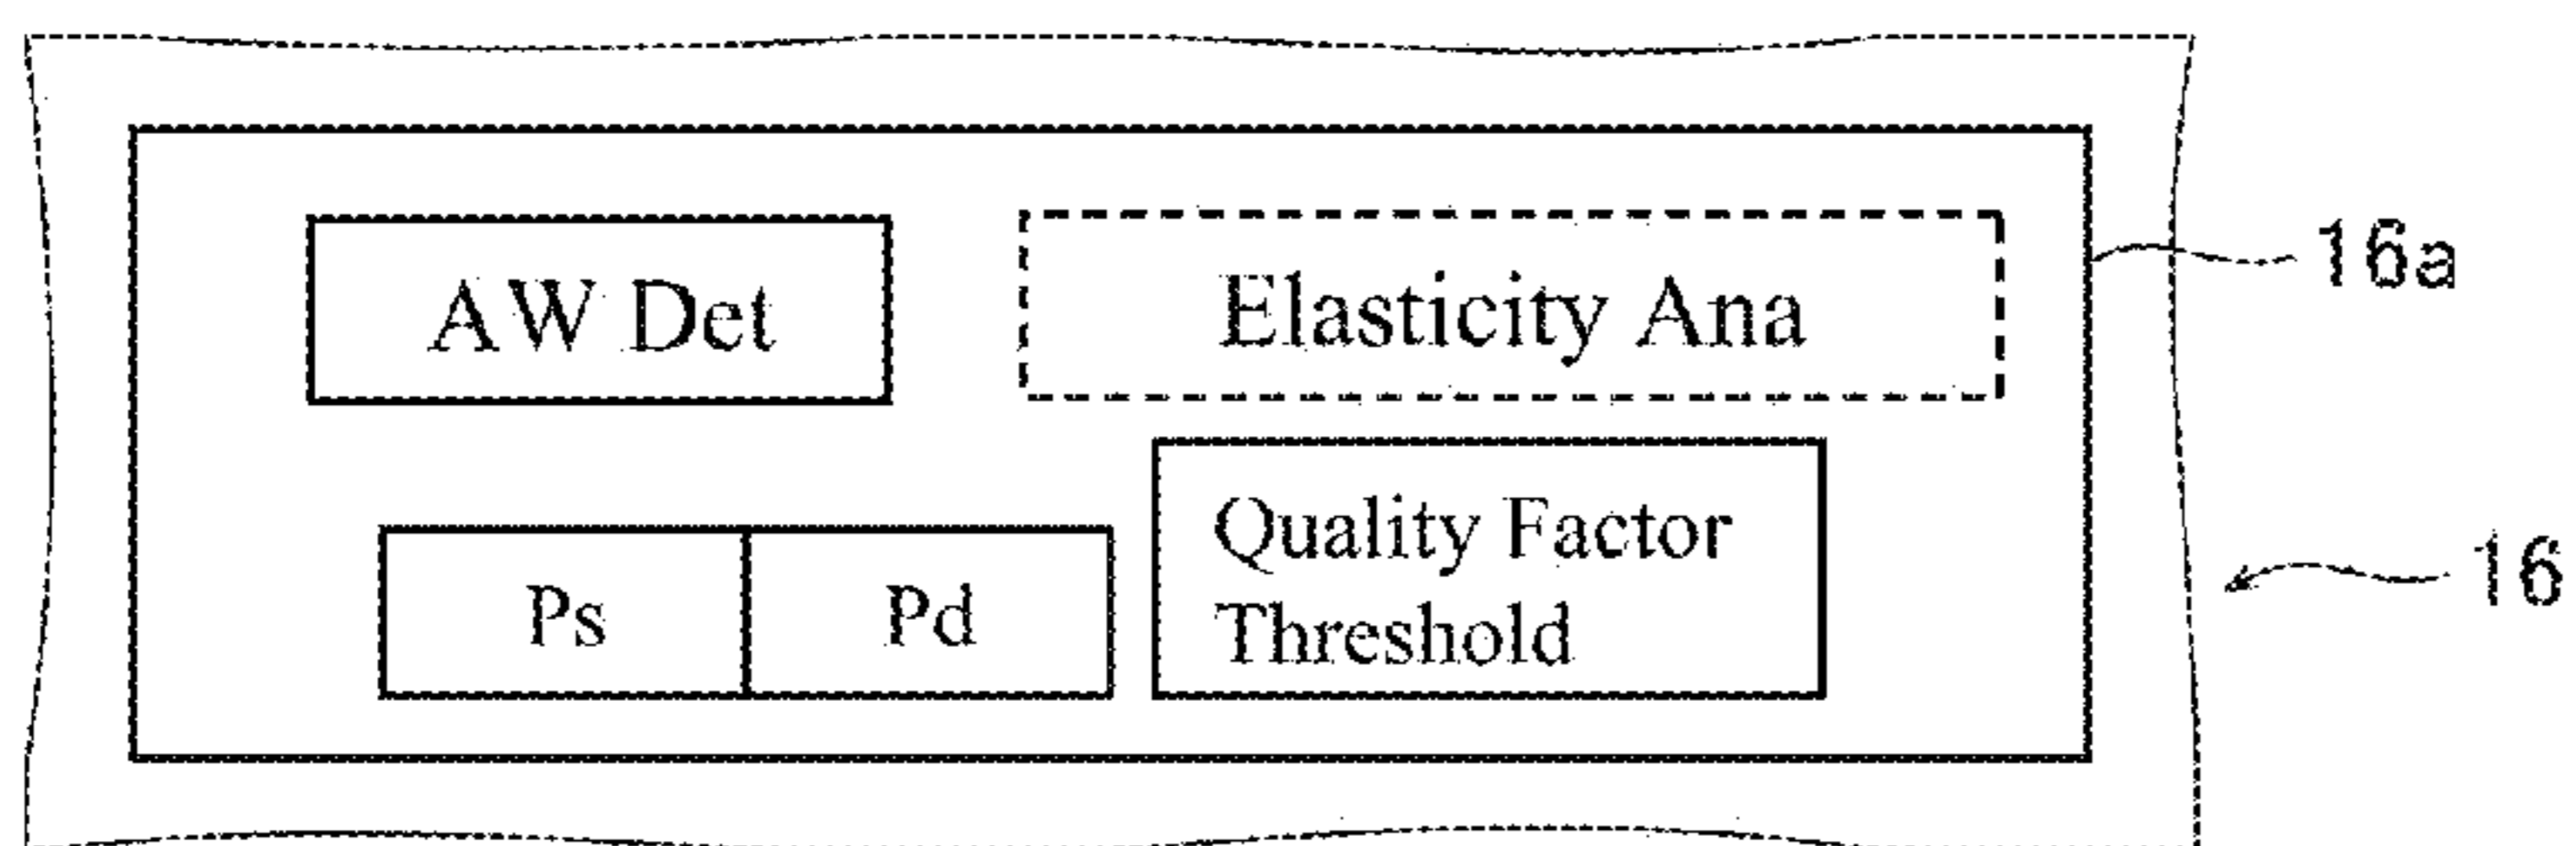 AW Det
Elasticity Ana
16a
Ps
Pd
Quality Factor
Threshold
16